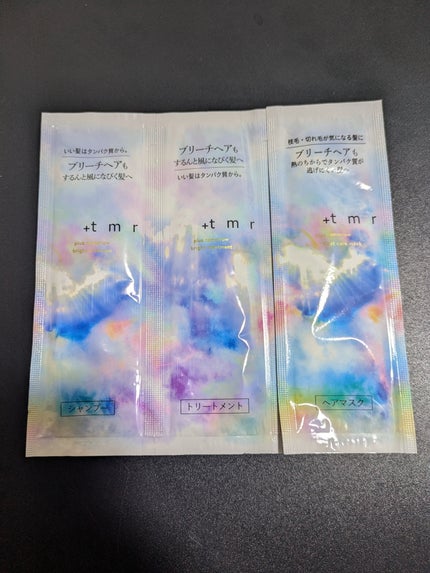 いい髪はタンパク質から。
ブリーチヘアも
するんと風になびく髪へ
+t m r
シャンプー
ブリーチヘアも
するんと風になびく髪へ
いい髪はタンパク質から。
+t m r
トリートメント
枝毛・切れ毛が気になる髪に
ブリーチヘアも
熱のちからでタンパク質が
+t m r
ヘアマスク